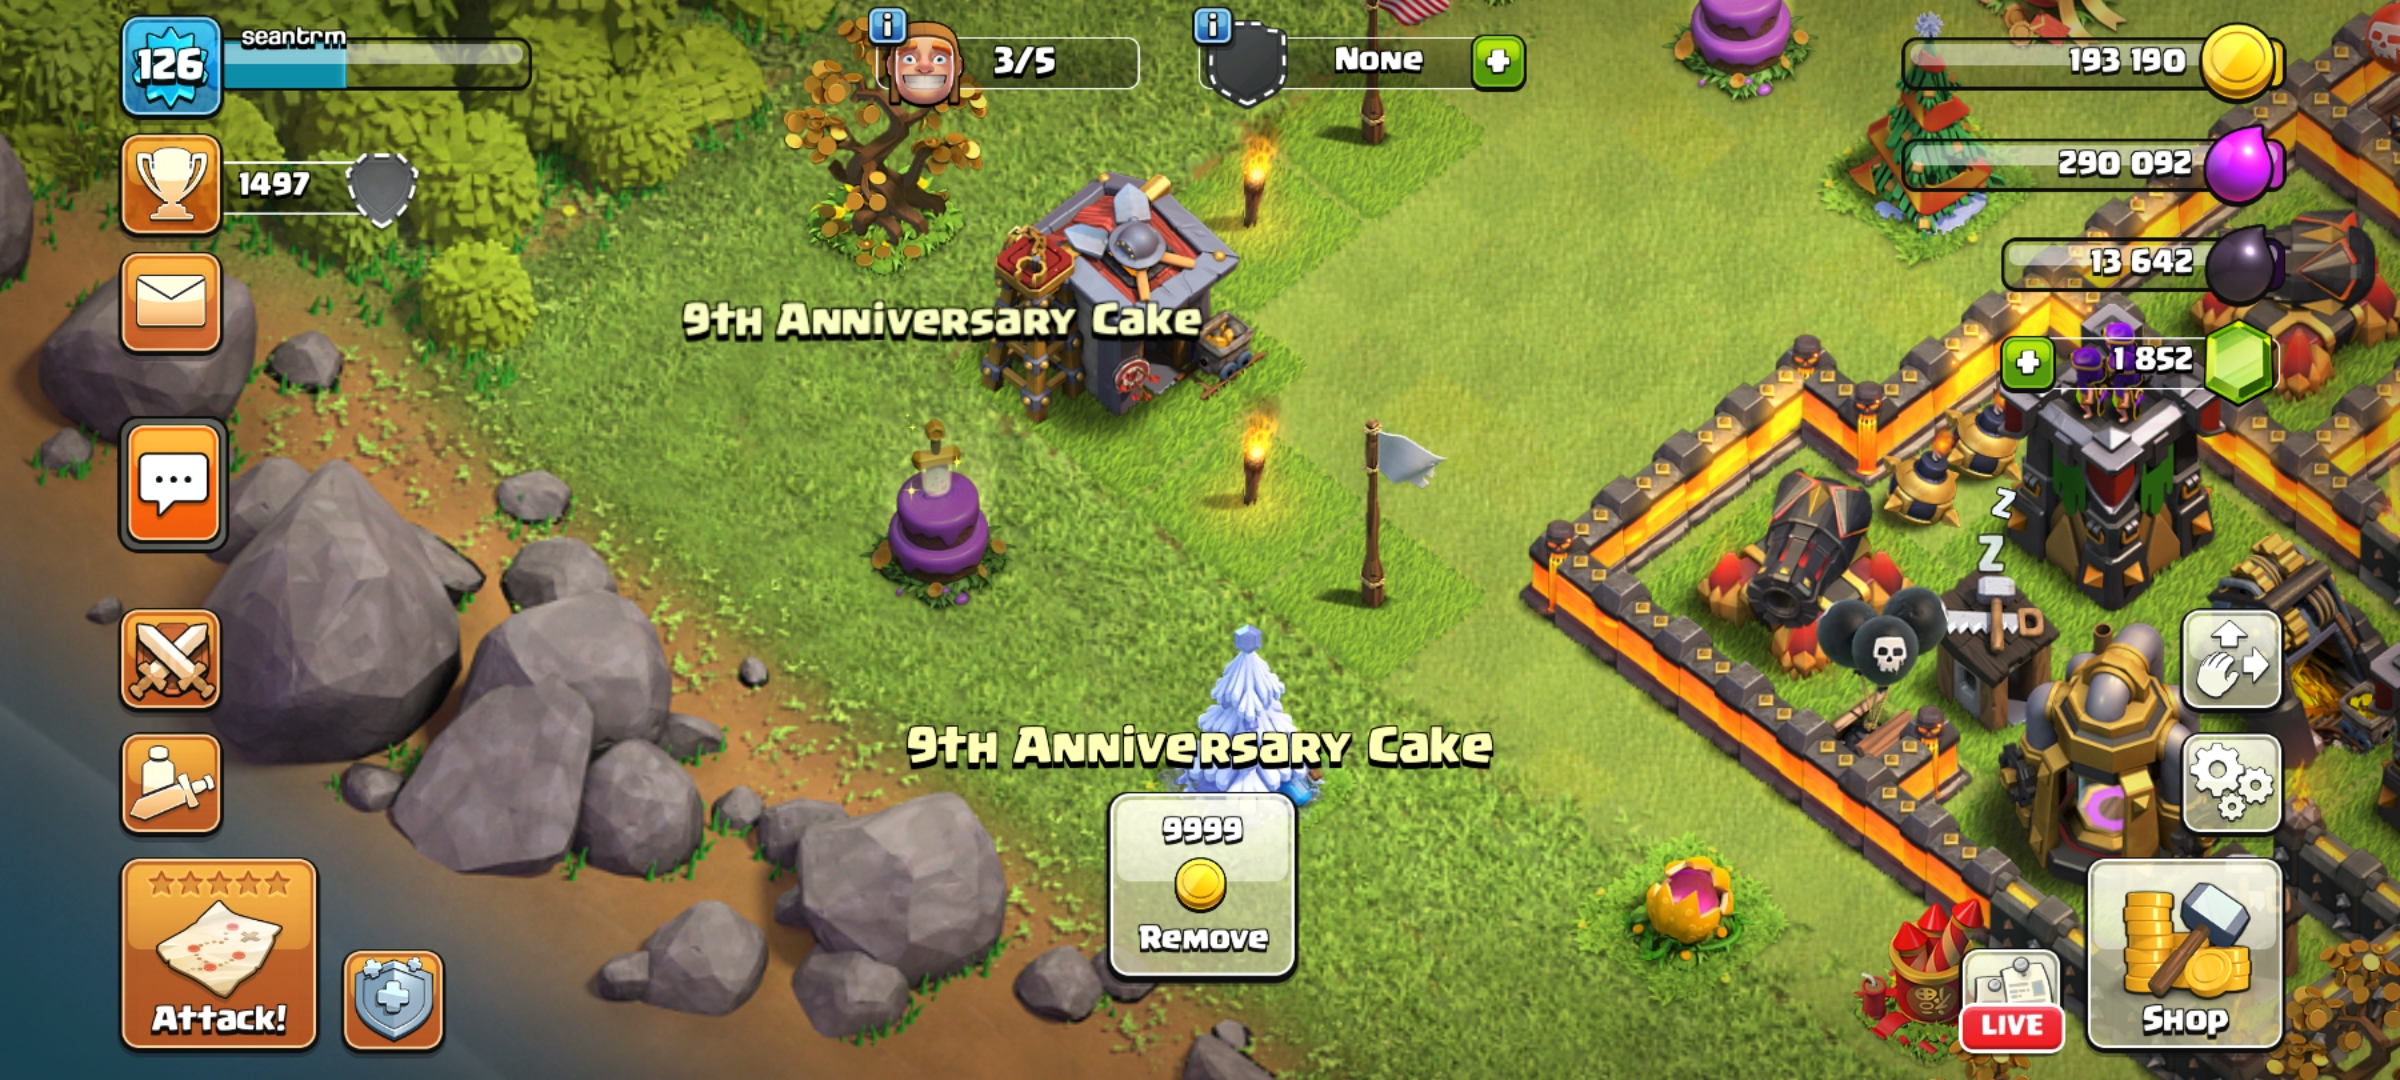 126
seantrm
3/5
None
193 190
1497
290 092
13 642
1 852
9th Anniversary Cake
Z
Z
9th Anniversary Cake
9999
Remove
Attack!
LIVE
Shop